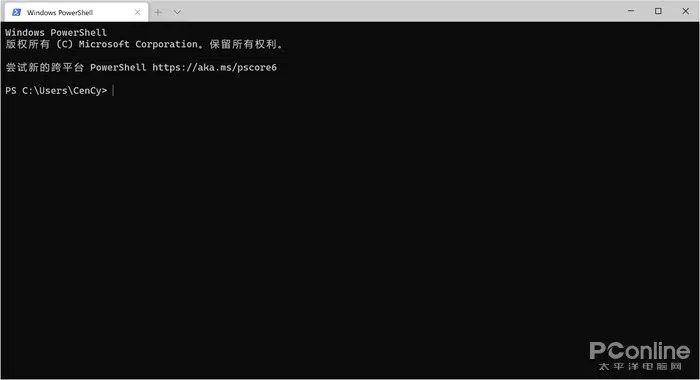 Windows PowerShell
Windows PowerShell
版权所有 (C) Microsoft Corporation。保留所有权利。
尝试新的跨平台 PowerShell https://aka.ms/pscore6
PS C:\Users\CenCy>
PConline
太平洋电脑网